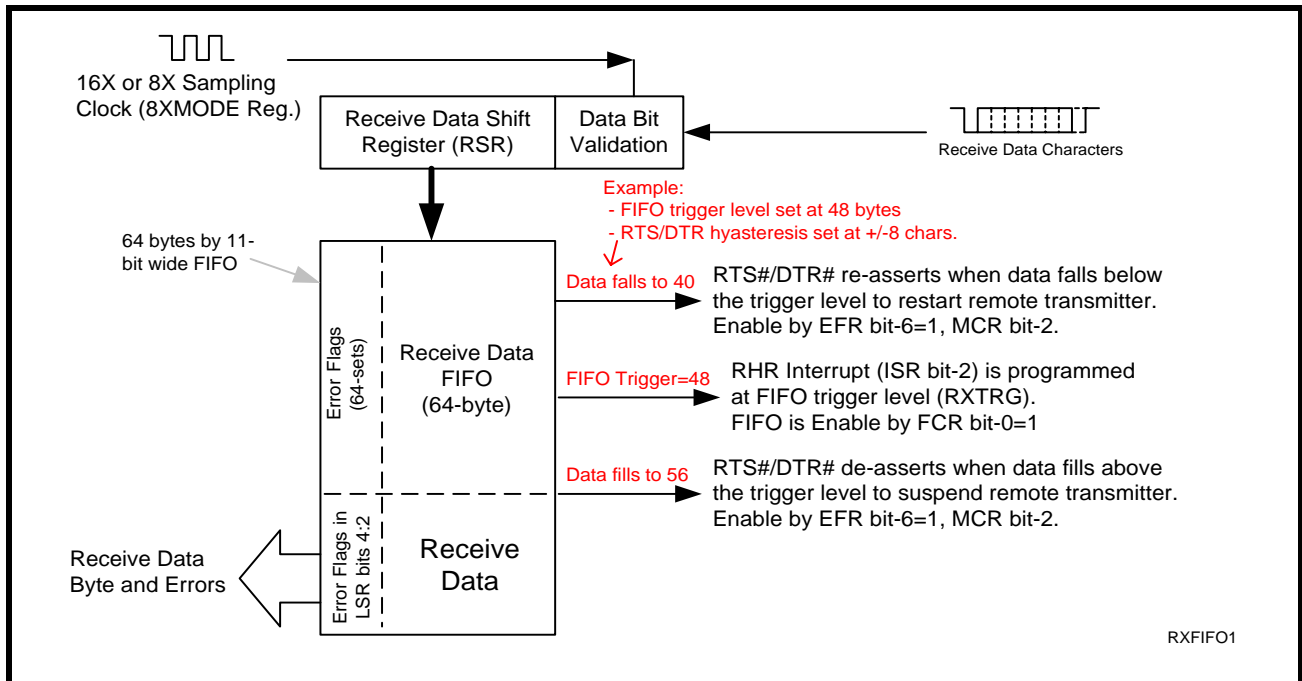 16X or 8X Sampling
Clock (8XMODE Reg.)
Receive Data Shift
Register (RSR)
Data Bit
Validation
Receive Data Characters
Example:
- FIFO trigger level set at 48 bytes
- RTS/DTR hyasteresis set at +/-8 chars.
64 bytes by 11-
bit wide FIFO
Error Flags
(64-sets)
Receive Data
FIFO
(64-byte)
Data falls to 40
RTS#/DTR# re-asserts when data falls below
the trigger level to restart remote transmitter.
Enable by EFR bit-6=1, MCR bit-2.
FIFO Trigger=48
RHR Interrupt (ISR bit-2) is programmed
at FIFO trigger level (RXTRG).
FIFO is Enable by FCR bit-0=1
Data fills to 56
RTS#/DTR# de-asserts when data fills above
the trigger level to suspend remote transmitter.
Enable by EFR bit-6=1, MCR bit-2.
Error Flags in
LSR bits 4:2
Receive
Data
Receive Data
Byte and Errors
RXFIFO1